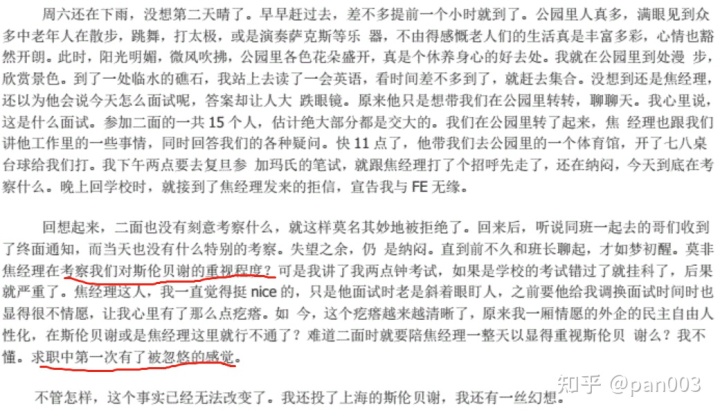 周六还在下雨，没想第二天晴了。早早赶过去，差不多提前一个小时就到了。公园里人真多，满眼见到众
多中老年人在散步，跳舞，打太极，或是演奏萨克斯等乐 器，不由得感慨老人们的生活真是丰富多彩，心情也豁
然开朗。此时，阳光明媚，微风吹拂，公园里各色花朵盛开，真是个休养身心的好去处。我就在公园里到处漫 步，
欣赏景色。到了一处临水的礁石，我站上去读了一会英语，看时间差不多到了，就赶去集合。没想到还是焦经理，
还以为他会说今天怎么面试呢，答案却让人大 跌眼镜。原来他只是想带我们在公园里转转，聊聊天。我心里说，
这是什么面试。参加二面的一共 15 个人，估计绝大部分都是交大的。我们在公园里转了起来，焦 经理也跟我们
讲他工作里的一些事情，同时回答我们的各种疑问。快 11 点了，他带我们去公园里的一个体育馆，开了七八桌
台球给我们打。我下午两点要去复旦参 加玛氏的笔试，就跟焦经理打了个招呼先走了，还在纳闷，今天到底在考
察什么。晚上回学校时，就接到了焦经理发来的拒信，宣告我与 FE 无缘。
回想起来，二面也没有刻意考察什么，就这样莫名其妙地被拒绝了。回来后，听说同班一起去的哥们收到
了终面通知，而当天也没有什么特别的考察。失望之余，仍 是纳闷。直到前不久和班长聊起，才如梦初醒。莫非
焦经理在考察我们对斯伦贝谢的重视程度？可是我讲了我两点钟考试，如果是学校的考试错过了就挂科了，后果
就严重了。焦经理这人，我一直觉得挺 nice 的，只是他面试时老是斜着眼盯人，之前要他给我调换面试时间时也
显得很不情愿，让我心里有了那么点疙瘩。如 今，这个疙瘩越来越清晰了，原来我一厢情愿的外企的民主自由人
性化，在斯伦贝谢或是焦经理这里就行不通了？难道二面时就要陪焦经理一整天以显得重视斯伦贝 谢么？我不
懂。求职中第一次有了被忽悠的感觉。
不管怎样，这个事实已经无法改变了。我还投了上海的斯伦贝谢，我还有一丝幻想。
知乎 @pan003